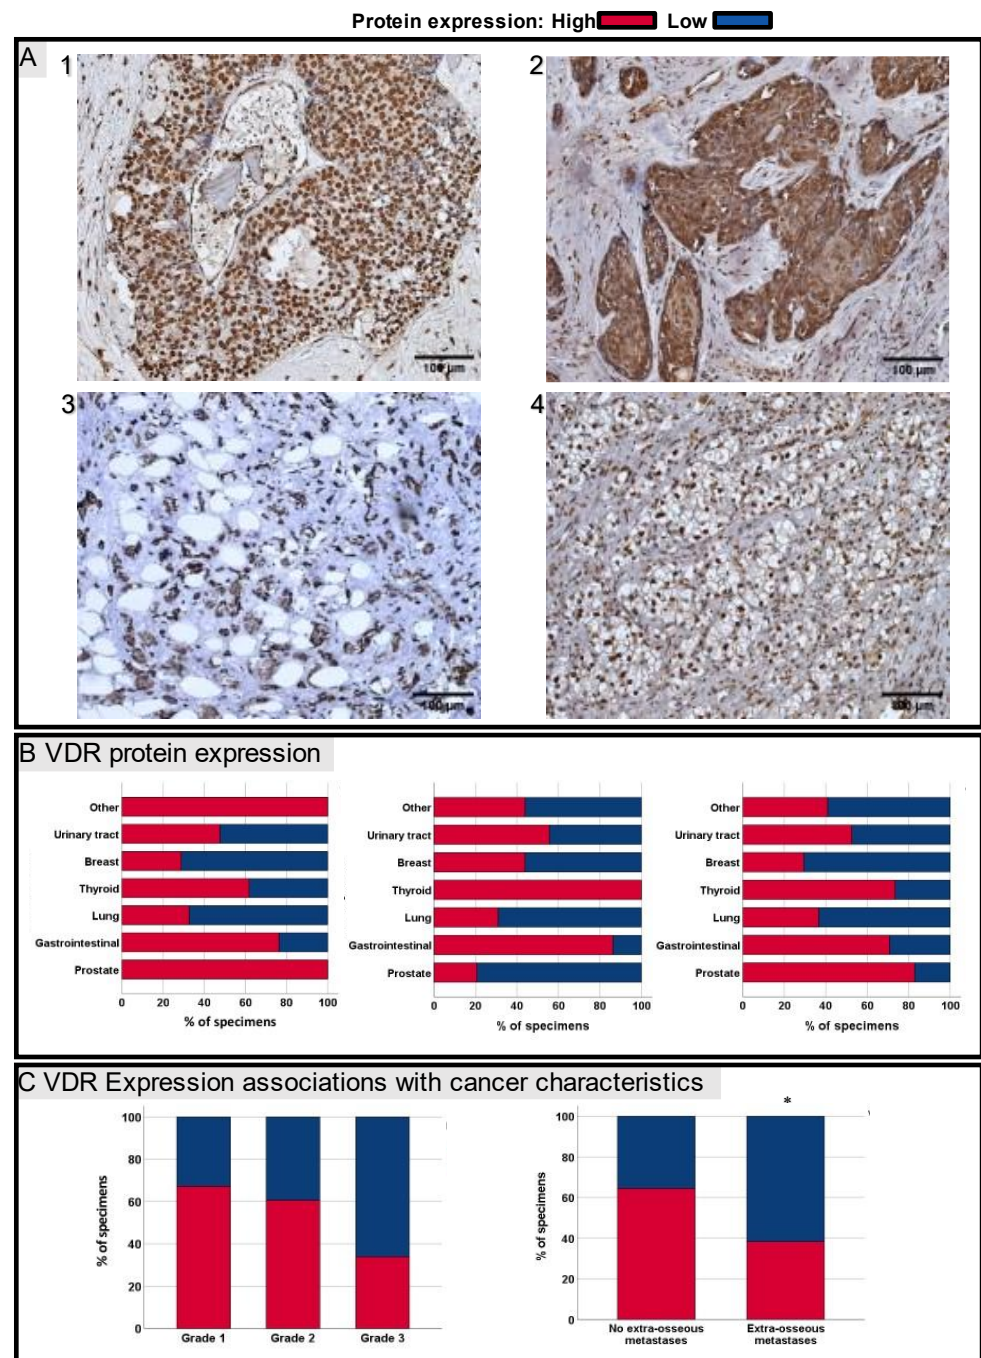 Protein expression: High Low
A
1
2
100 µm
100 µm
3
4
100 µm
B VDR protein expression
Other
Urinary tract
Breast
Thyroid
Lung
Gastrointestinal
Prostate
0 20 40 60 80 100
% of specimens
Other
Urinary tract
Breast
Thyroid
Lung
Gastrointestinal
Prostate
0 20 40 60 80 100
% of specimens
Other
Urinary tract
Breast
Thyroid
Lung
Gastrointestinal
Prostate
0 20 40 60 80 100
% of specimens
C VDR Expression associations with cancer characteristics
% of specimens
100
80
60
40
20
0
Grade 1 Grade 2 Grade 3
*
% of specimens
100
80
60
40
20
0
No extra-osseous metastases
Extra-osseous metastases